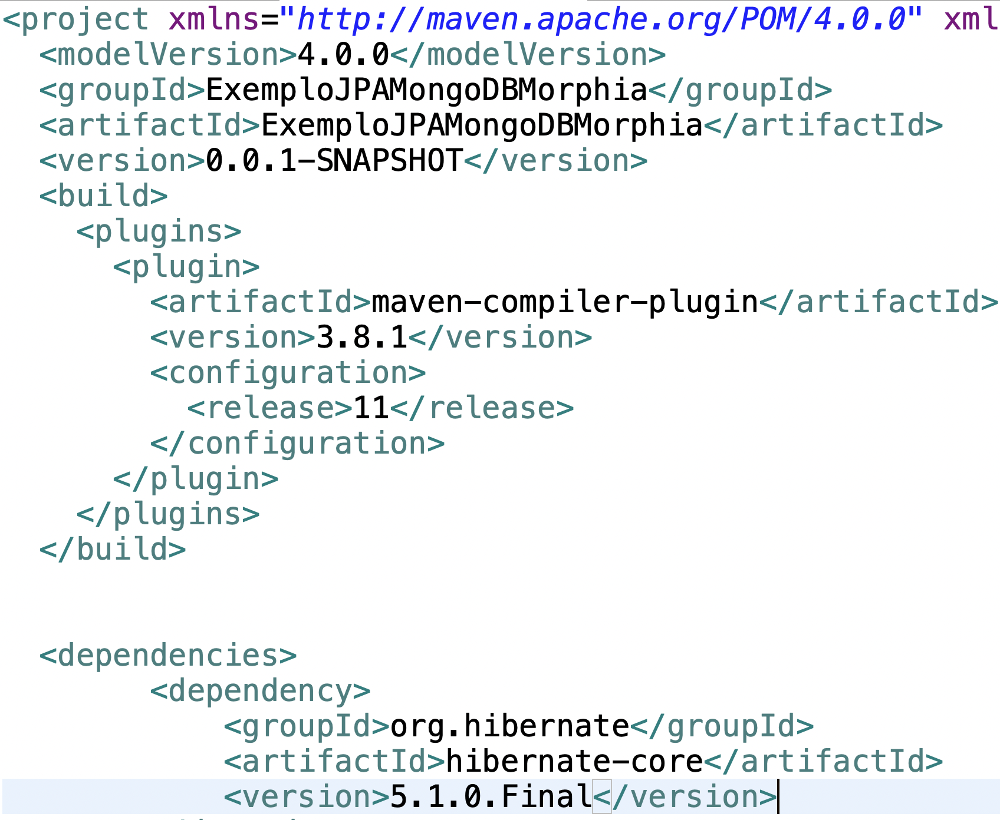 <project xmlns="http://maven.apache.org/POM/4.0.0" xml
<modelVersion>4.0.0</modelVersion>
<groupId>ExemploJPAMongoDBMorphia</groupId>
<artifactId>ExemploJPAMongoDBMorphia</artifactId>
<version>0.0.1-SNAPSHOT</version>
<build>
<plugins>
<plugin>
<artifactId>maven-compiler-plugin</artifactId>
<version>3.8.1</version>
<configuration>
<release>11</release>
</configuration>
</plugin>
</plugins>
</build>
<dependencies>
<dependency>
<groupId>org.hibernate</groupId>
<artifactId>hibernate-core</artifactId>
<version>5.1.0.Final</version>